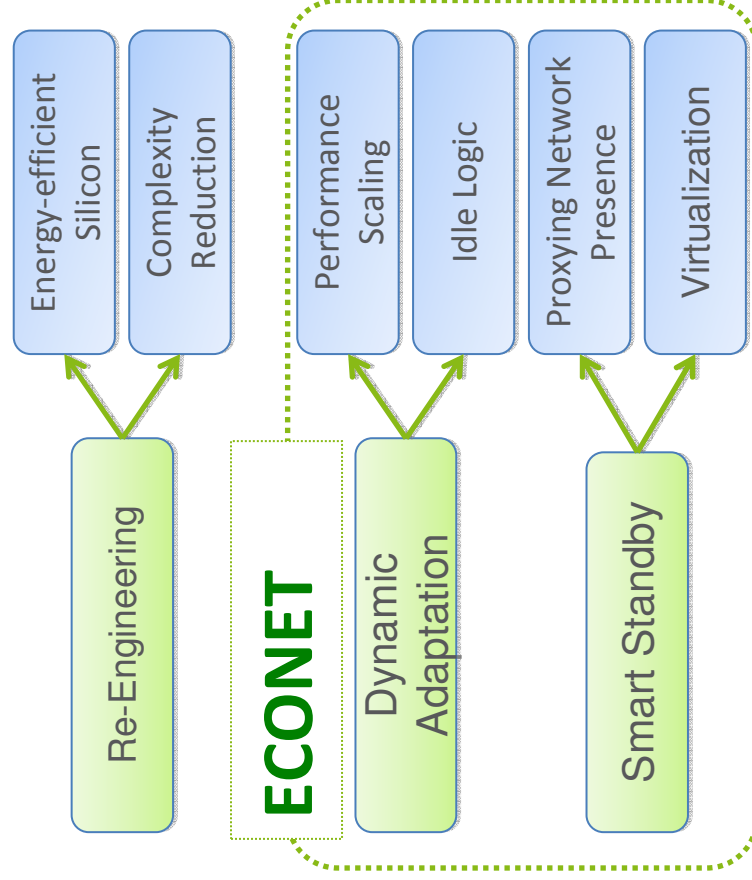 Re-Engineering
Energy-efficient
Silicon
Complexity
Reduction
ECONET
Dynamic
Adaptation
Performance
Scaling
Idle Logic
Smart Standby
Proxying Network
Presence
Virtualization